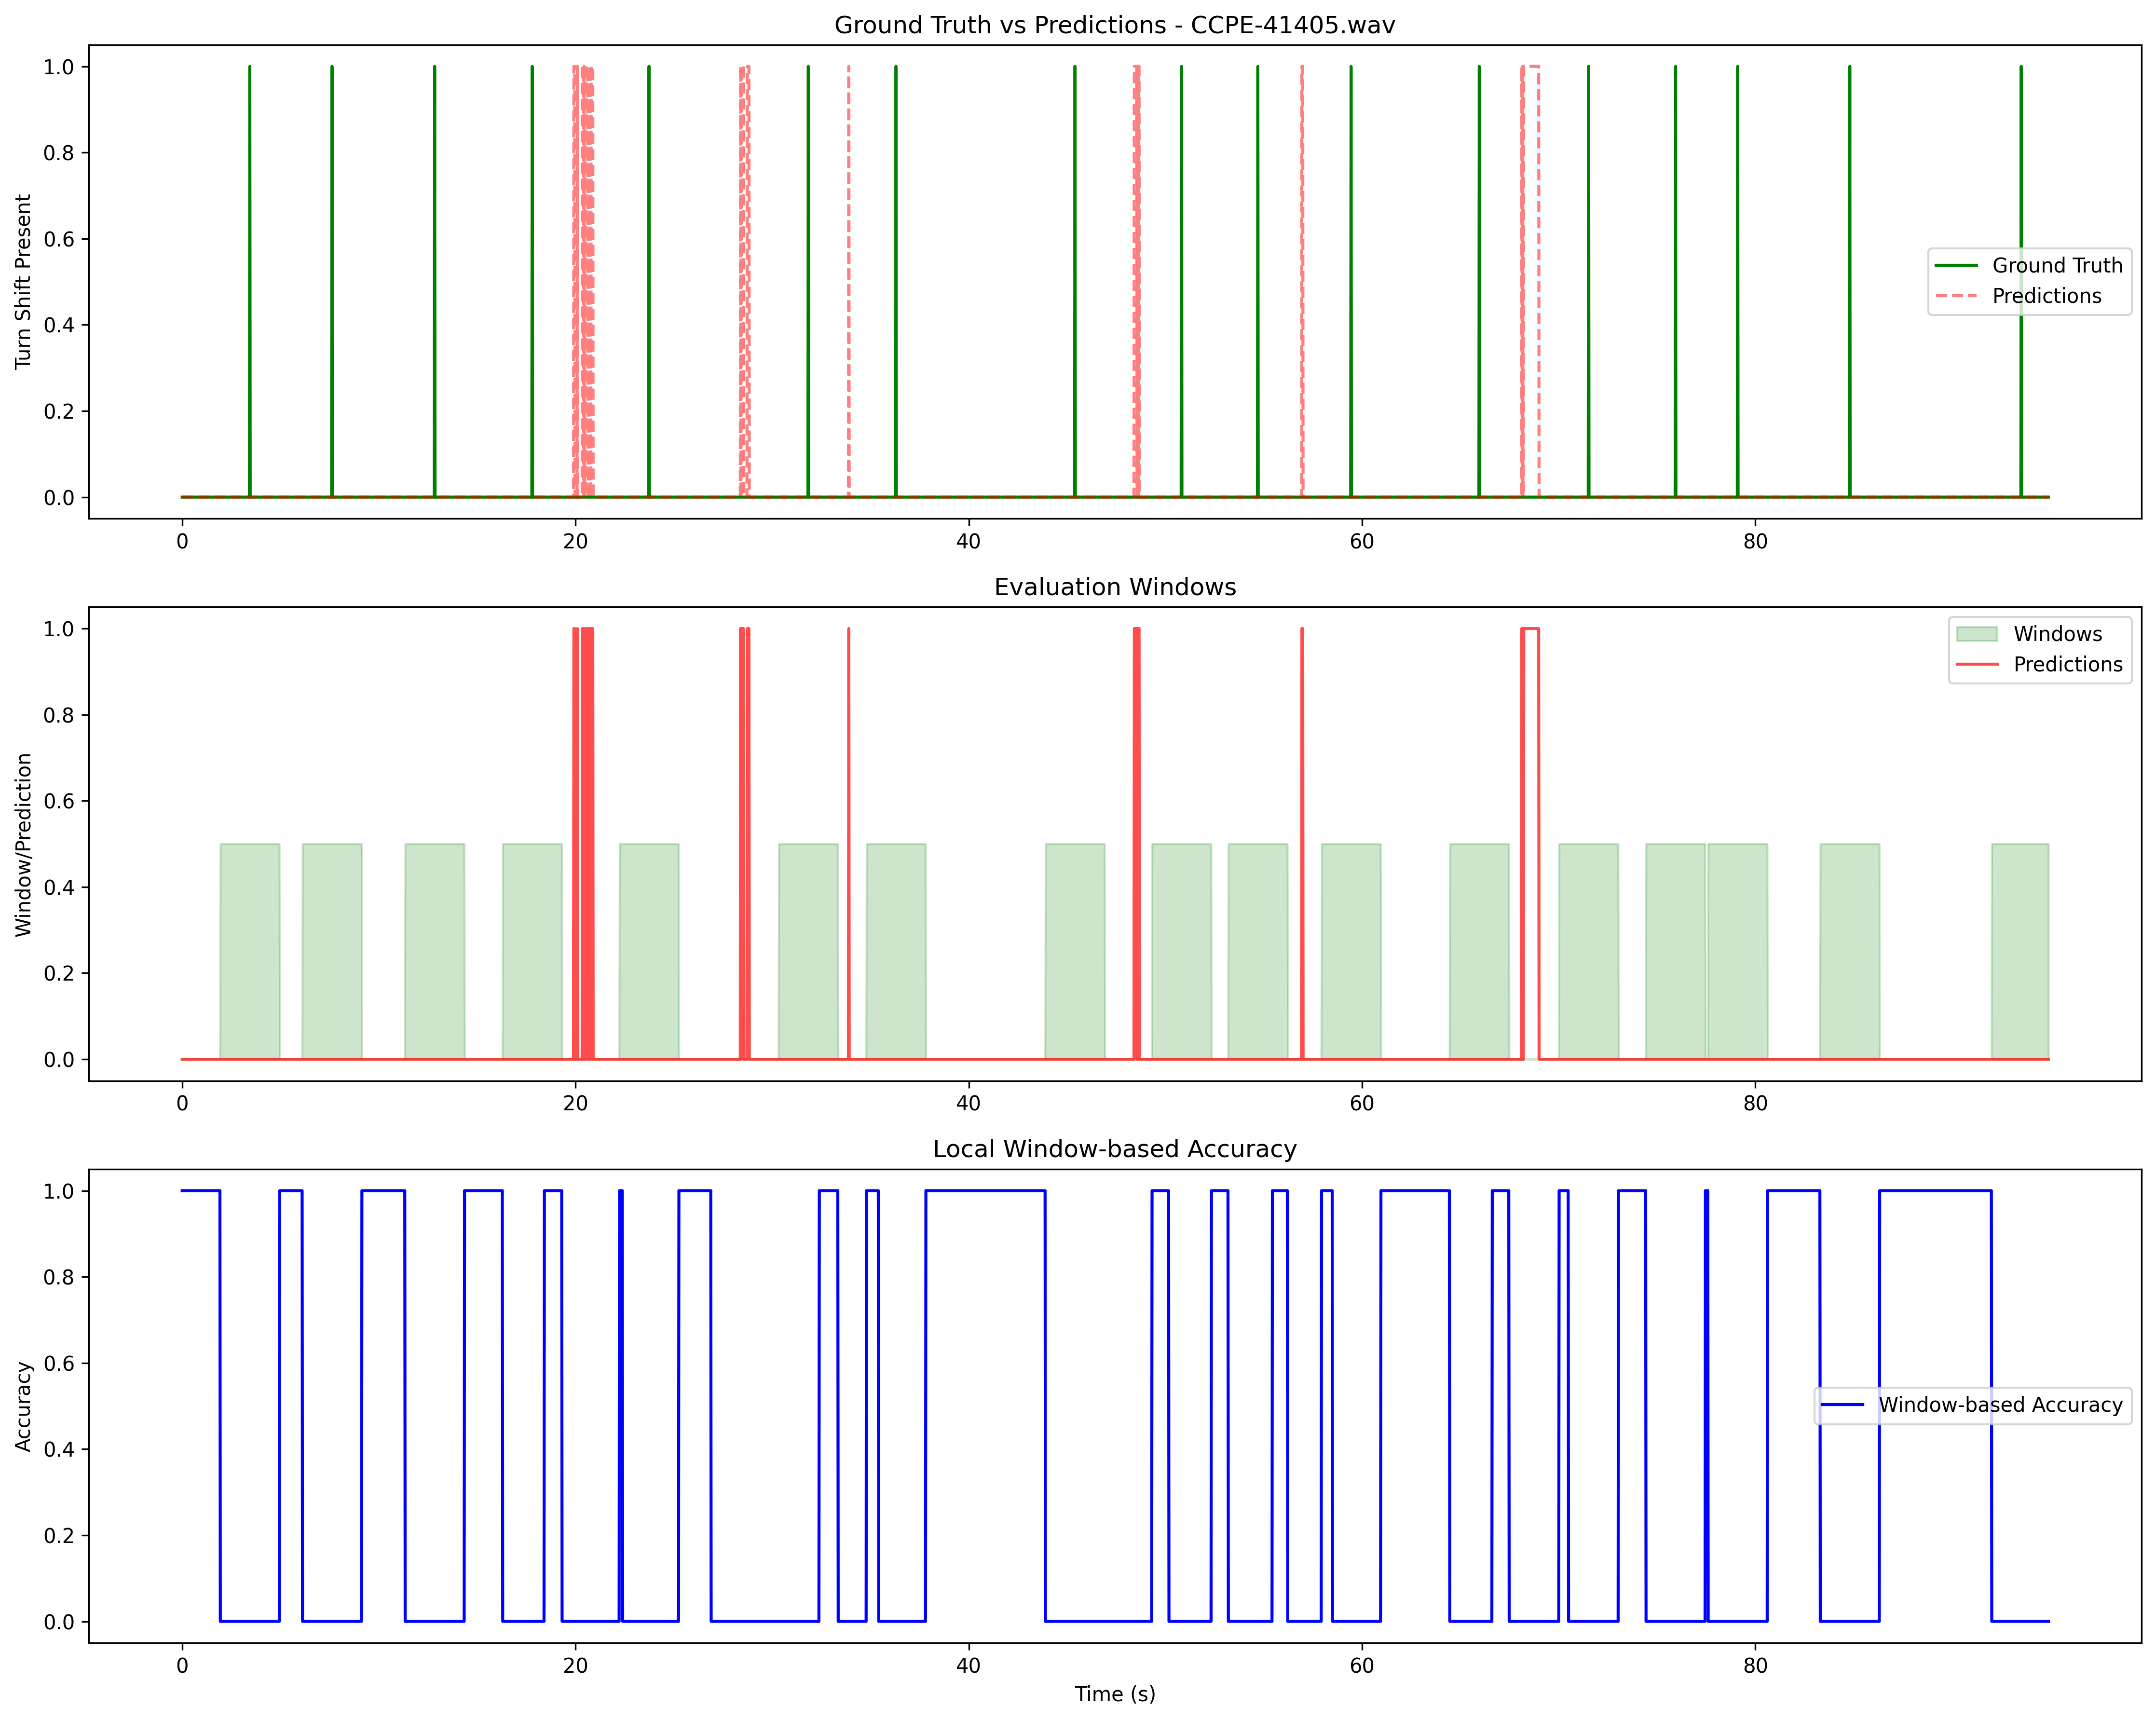 Ground Truth vs Predictions - CCPE-41405.wav
1.0
0.8
0.6
0.4
0.2
0.0
Turn Shift Present
Ground Truth
Predictions
0 20 40 60 80
Evaluation Windows
1.0
0.8
0.6
0.4
0.2
0.0
Window/Prediction
Windows
Predictions
0 20 40 60 80
Local Window-based Accuracy
1.0
0.8
0.6
0.4
0.2
0.0
Accuracy
Window-based Accuracy
0 20 40 60 80
Time (s)